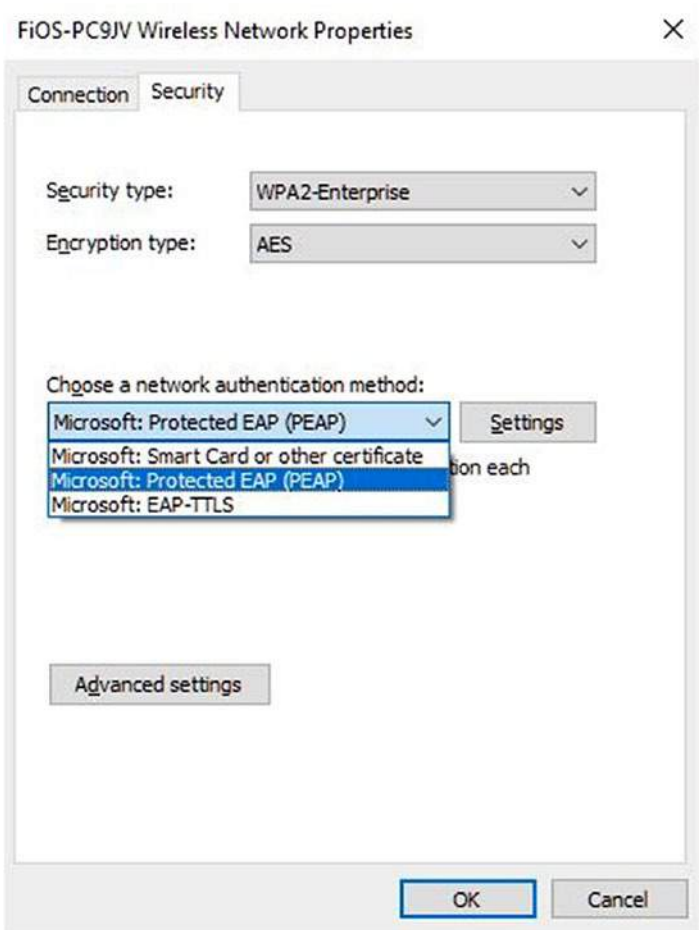 FiOS-PC9JV Wireless Network Properties
Connection
Security
Security type:
WPA2-Enterprise
Encryption type:
AES
Choose a network authentication method:
Microsoft: Protected EAP (PEAP)
Settings
Microsoft: Smart Card or other certificate
Microsoft: Protected EAP (PEAP)
Microsoft: EAP-TTLS
each
Advanced settings
OK
Cancel